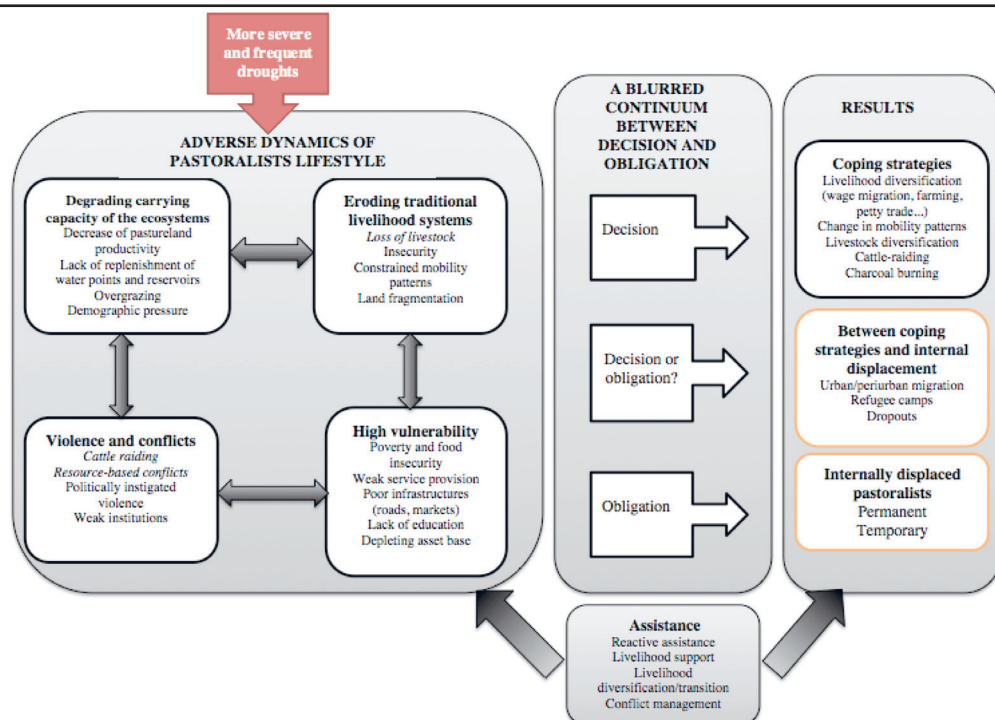 More severe
and frequent
droughts
ADVERSE DYNAMICS OF
PASTORALISTS LIFESTYLE
Degrading carrying
capacity of the ecosystems
Decrease of pastureland
productivity
Lack of replenishment of
water points and reservoirs
Overgrazing
Demographic pressure
Eroding traditional
livelihood systems
Loss of livestock
Insecurity
Constrained mobility
patterns
Land fragmentation
Violence and conflicts
Cattle raiding
Resource-based conflicts
Politically instigated
violence
Weak institutions
High vulnerability
Poverty and food
insecurity
Weak service provision
Poor infrastructures
(roads, markets)
Lack of education
Depleting asset base
A BLURRED
CONTINUUM
BETWEEN
DECISION AND
OBLIGATION
Decision
Decision or
obligation?
Obligation
RESULTS
Coping strategies
Livelihood diversification
(wage migration, farming,
petty trade...)
Change in mobility patterns
Livestock diversification
Cattle-raiding
Charcoal burning
Between coping
strategies and internal
displacement
Urban/periurban migration
Refugee camps
Dropouts
Internally displaced
pastoralists
Permanent
Temporary
Assistance
Reactive assistance
Livelihood support
Livelihood
diversification/transition
Conflict management